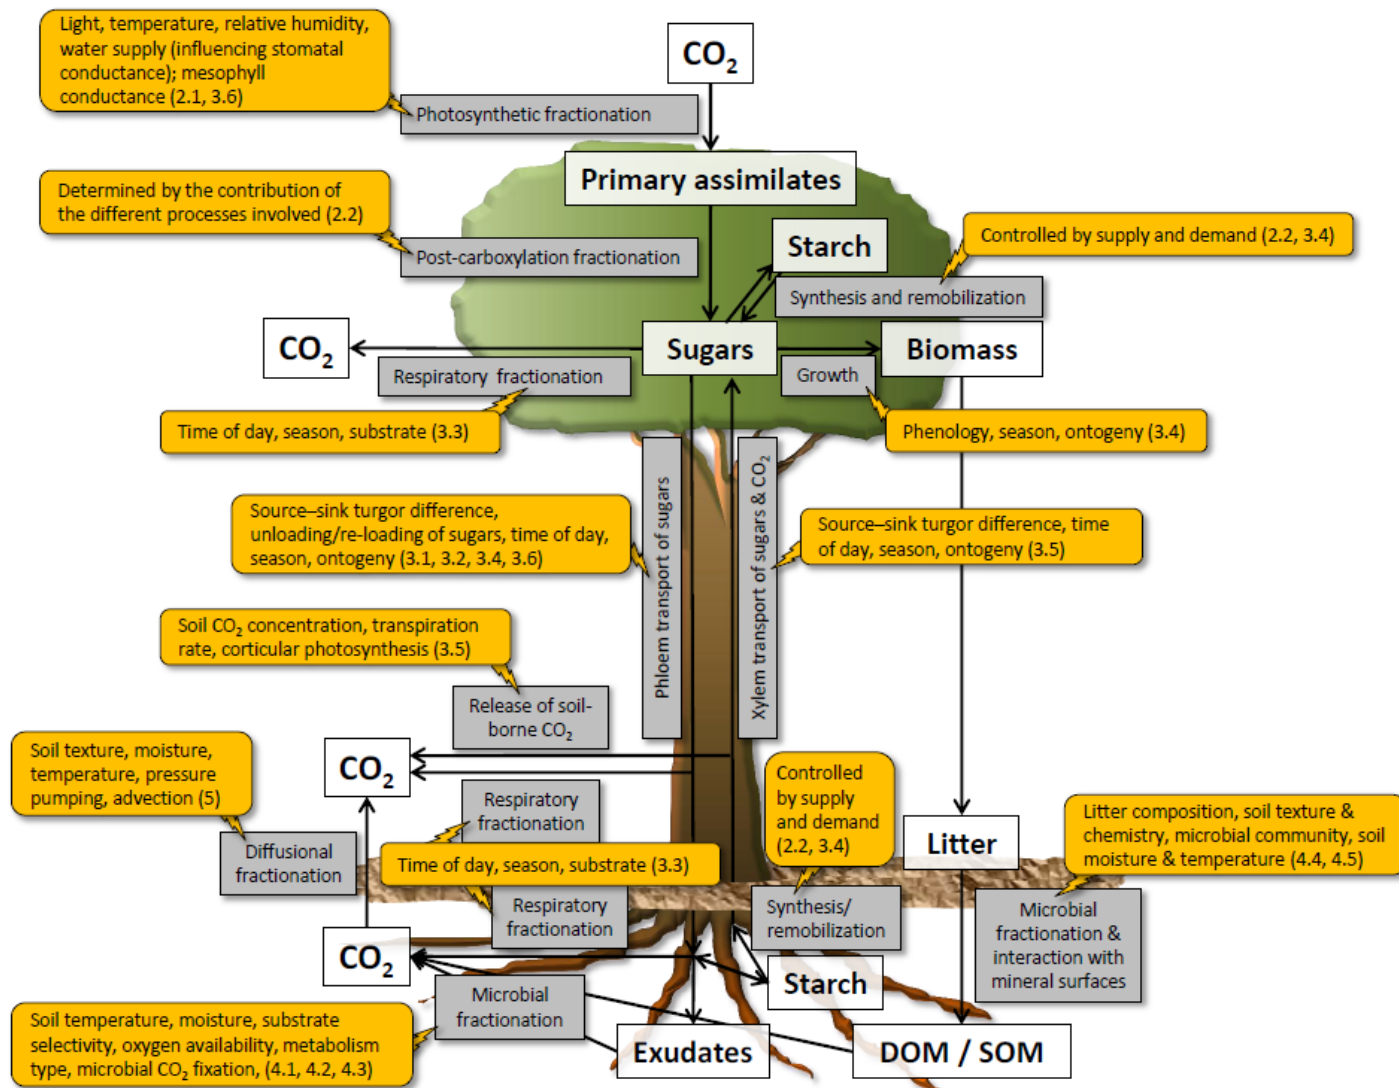 Light, temperature, relative humidity,
water supply (influencing stomatal
conductance); mesophyll
conductance (2.1, 3.6)
CO₂
Photosynthetic fractionation
Primary assimilates
Determined by the contribution of
the different processes involved (2.2)
Post-carboxylation fractionation
Starch
Controlled by supply and demand (2.2, 3.4)
Synthesis and remobilization
CO₂
Sugars
Biomass
Respiratory fractionation
Growth
Time of day, season, substrate (3.3)
Phenology, season, ontogeny (3.4)
Phloem transport of sugars
Xylem transport of sugars & CO₂
Source–sink turgor difference,
unloading/re-loading of sugars, time of day,
season, ontogeny (3.1, 3.2, 3.4, 3.6)
Source–sink turgor difference, time
of day, season, ontogeny (3.5)
Soil CO₂ concentration, transpiration
rate, corticular photosynthesis (3.5)
Release of soil-
borne CO₂
Soil texture, moisture,
temperature, pressure
pumping, advection (5)
CO₂
Controlled
by supply
and demand
(2.2, 3.4)
Respiratory
fractionation
Litter
Litter composition, soil texture &
chemistry, microbial community, soil
moisture & temperature (4.4, 4.5)
Diffusional
fractionation
Time of day, season, substrate (3.3)
Respiratory
fractionation
Synthesis/
remobilization
Microbial
fractionation &
interaction with
mineral surfaces
CO₂
Starch
Microbial
fractionation
Soil temperature, moisture, substrate
selectivity, oxygen availability, metabolism
type, microbial CO₂ fixation, (4.1, 4.2, 4.3)
Exudates
DOM / SOM